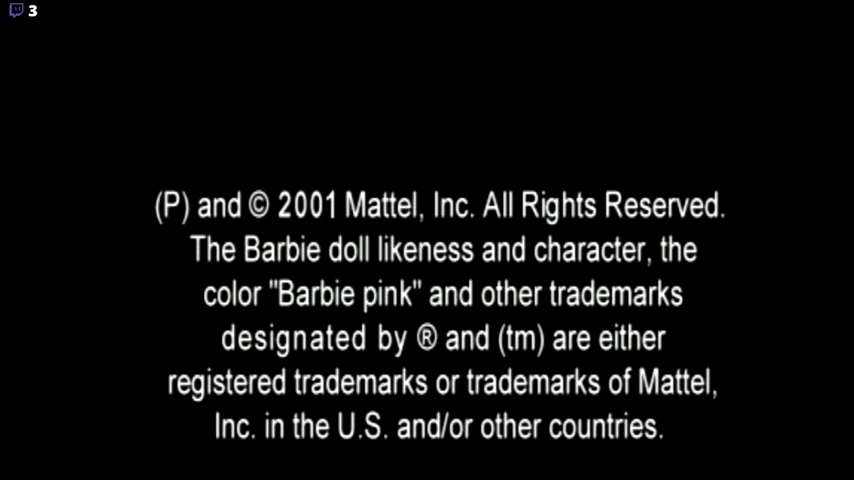 3
(P) and © 2001 Mattel, Inc. All Rights Reserved.
The Barbie doll likeness and character, the
color "Barbie pink" and other trademarks
designated by ® and (tm) are either
registered trademarks or trademarks of Mattel,
Inc. in the U.S. and/or other countries.